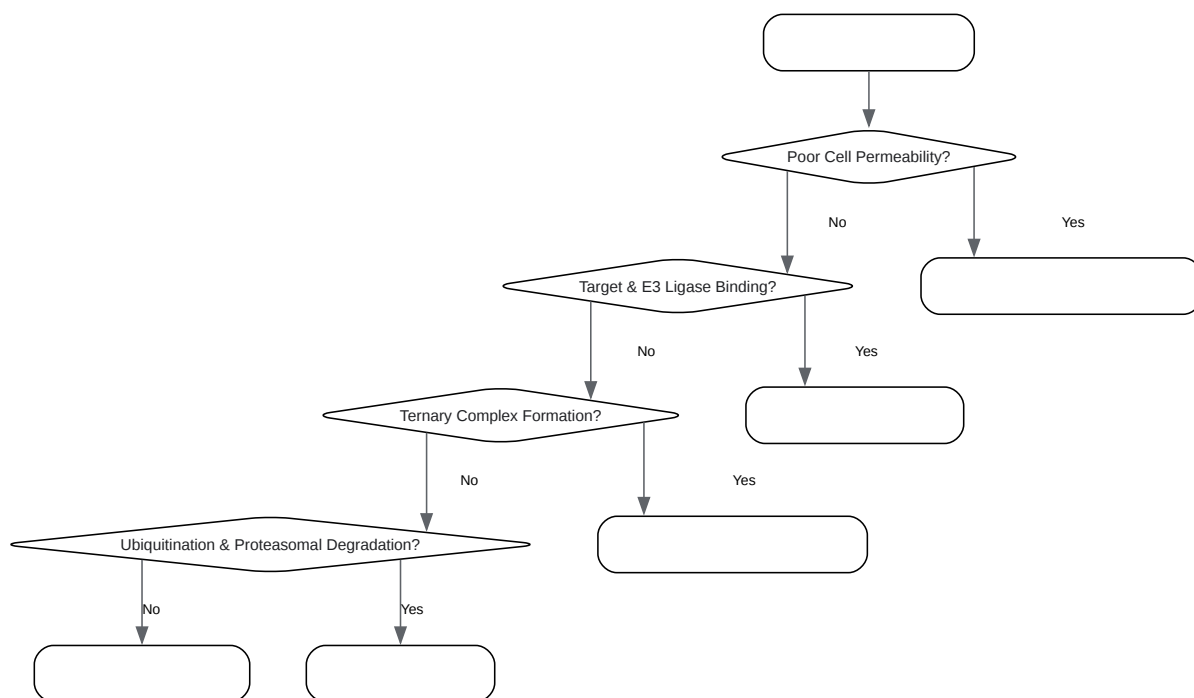 Poor Cell Permeability?
No
Yes
Target & E3 Ligase Binding?
No
Yes
Ternary Complex Formation?
No
Yes
Ubiquitination & Proteasomal Degradation?
No
Yes